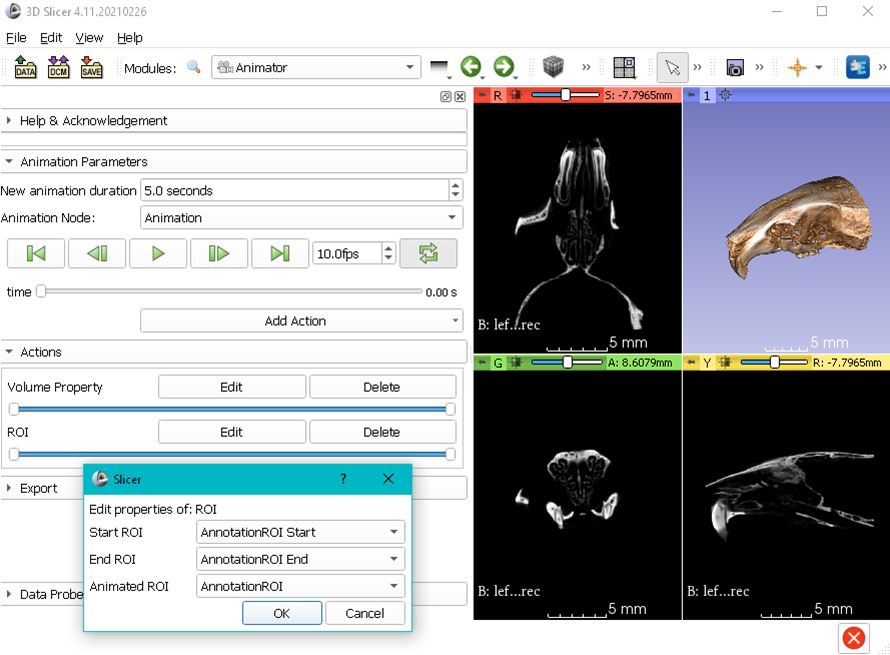 3D Slicer 4.11.20210226
File Edit View Help
DATA DCM SAVE Modules: Animator
R S: -7.7965mm 1
Help & Acknowledgement
Animation Parameters
New animation duration 5.0 seconds
Animation Node: Animation
10.0fps
time 0.00 s
B: lef...rec
5 mm 5 mm
Add Action
Actions
G A: 8.6079mm Y R: -7.7965mm
Volume Property Edit Delete
ROI Edit Delete
Export
Slicer ?
Edit properties of: ROI
Start ROI AnnotationROI Start
End ROI AnnotationROI End
Animated ROI AnnotationROI
OK Cancel
Data Probe
B: lef...rec B: lef...rec
5 mm 5 mm